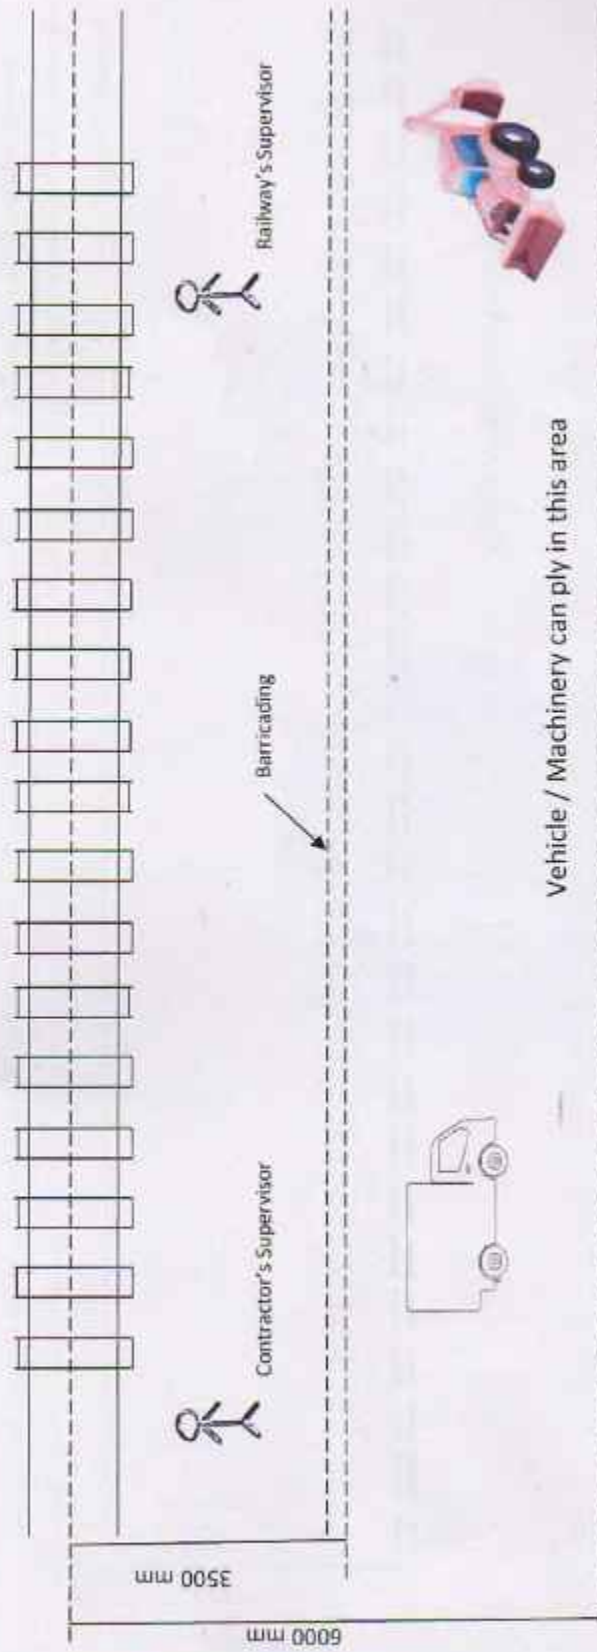 Contractor's Supervisor
Railway's Supervisor
Barricading
3500 mm
6000 mm
Vehicle / Machinery can ply in this area